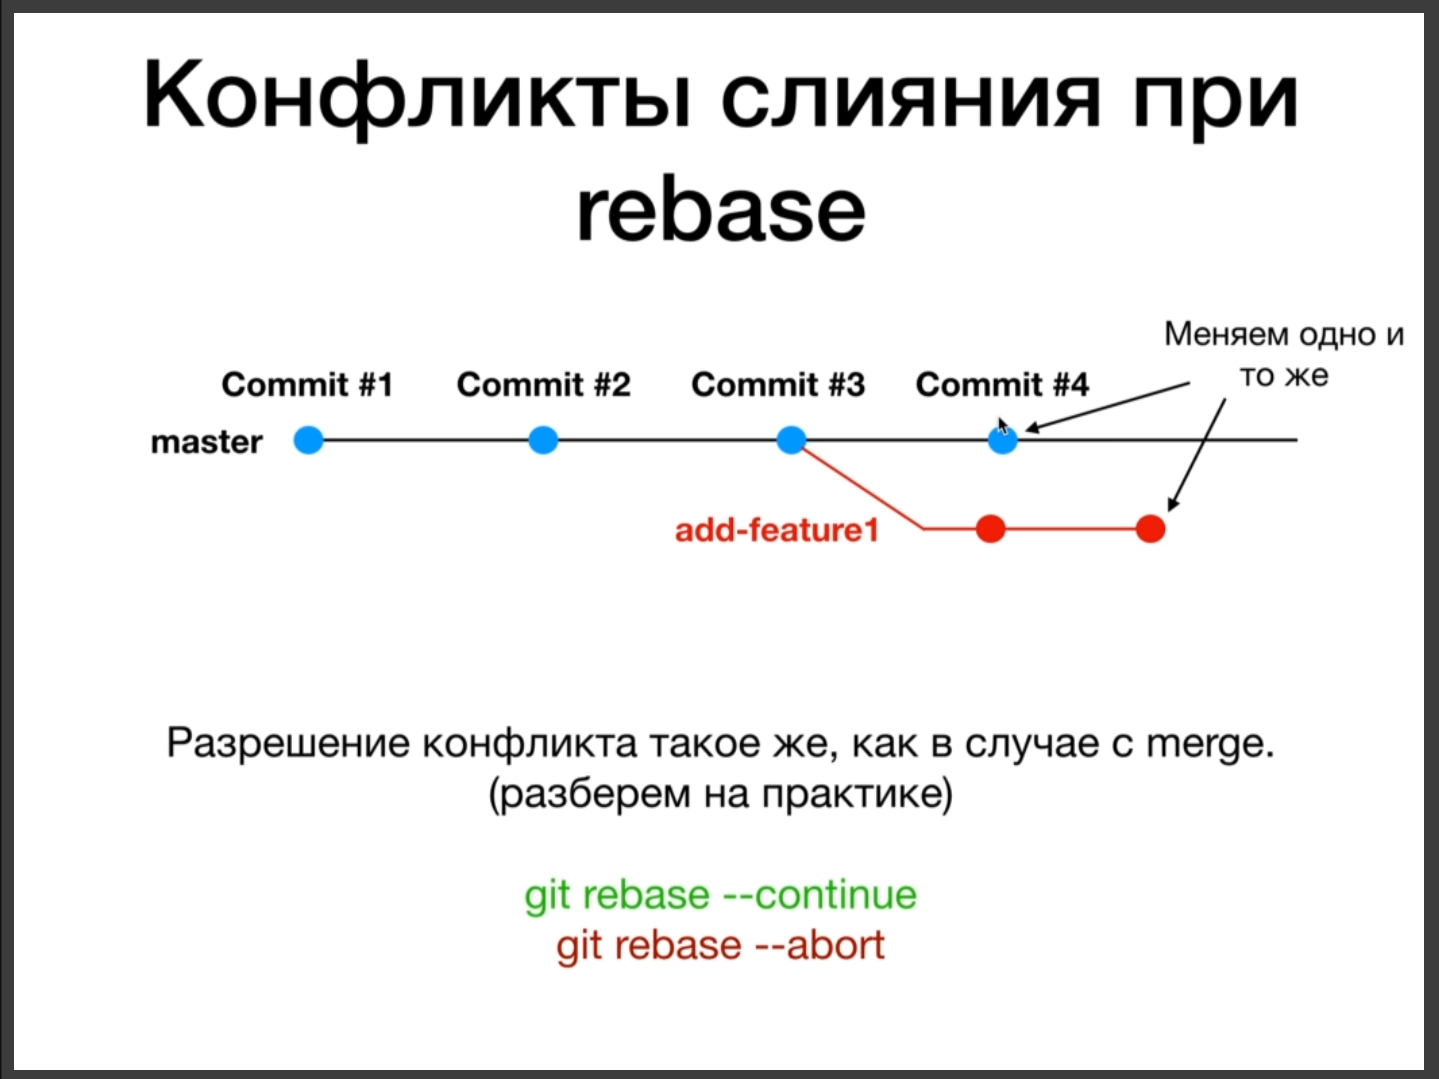 Конфликты слияния при
rebase
Меняем одно и
то же
Commit #1 Commit #2 Commit #3 Commit #4
master
add-feature1
Разрешение конфликта такое же, как в случае с merge.
(разберем на практике)
git rebase --continue
git rebase --abort